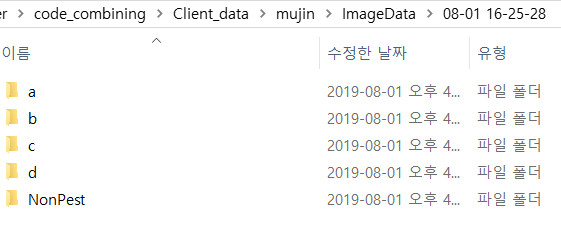 er › code_combining › Client_data › mujin › ImageData › 08-01 16-25-28
이름 수정한 날짜 유형
a 2019-08-01 오후 4... 파일 폴더
b 2019-08-01 오후 4... 파일 폴더
c 2019-08-01 오후 4... 파일 폴더
d 2019-08-01 오후 4... 파일 폴더
NonPest 2019-08-01 오후 4... 파일 폴더